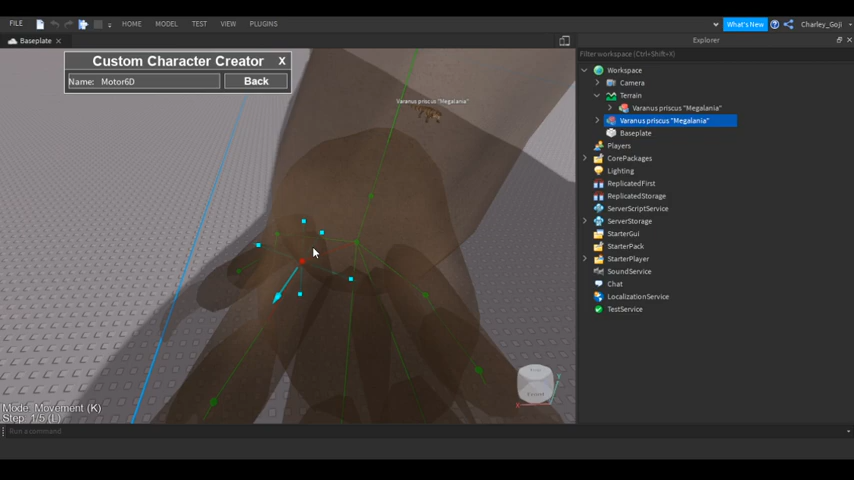 FILE HOME MODEL TEST VIEW PLUGINS What's New Charley_Goji
Baseplate
Explorer
Custom Character Creator X
Name: Motor6D Back
Filter workspace (Ctrl+Shift+X)
Workspace
Camera
Terrain
Varanus priscus "Megalania"
Varanus priscus "Megalania"
Baseplate
Players
CorePackages
Lighting
ReplicatedFirst
ReplicatedStorage
ServerScriptService
ServerStorage
StarterGui
StarterPack
StarterPlayer
SoundService
Chat
LocalizationService
TestService
Varanus priscus "Megalania"
Mode: Movement (K)
Step: 1/5 (L)
Run a command